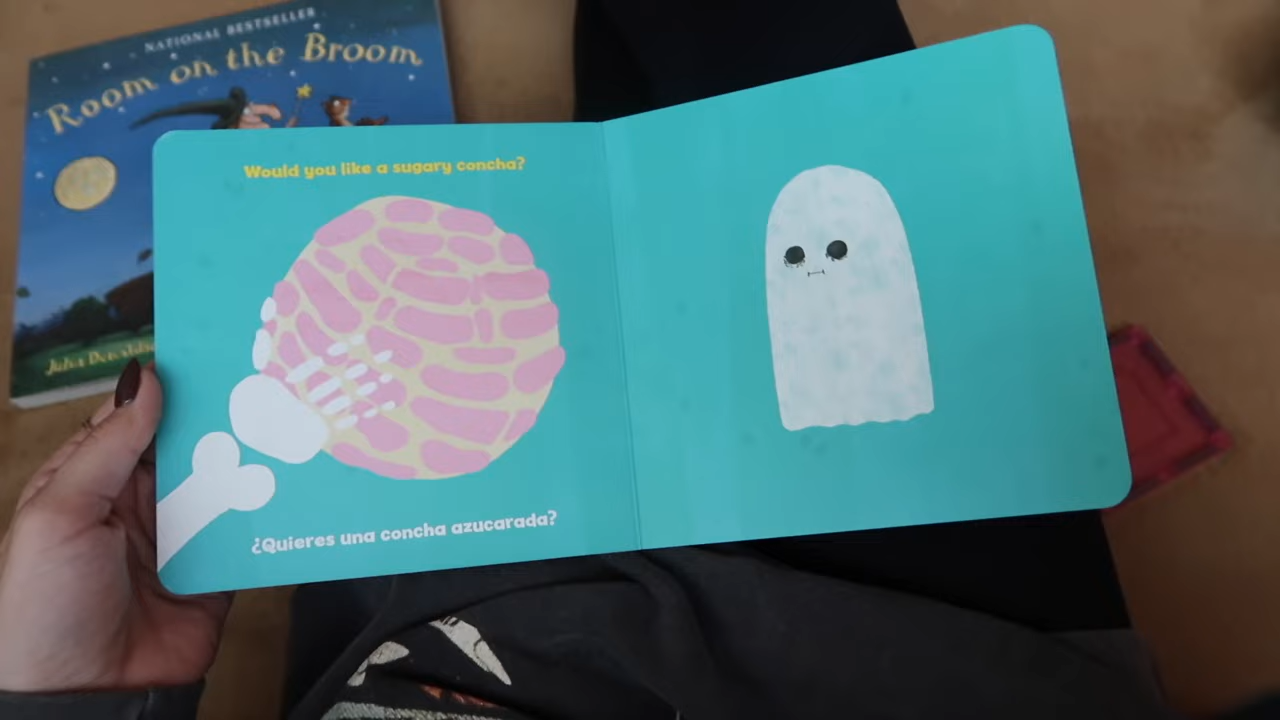 NATIONAL BESTSELLER
Room on the Broom
Would you like a sugary concha?
¿Quieres una concha azucarada?
Julia Donaldson